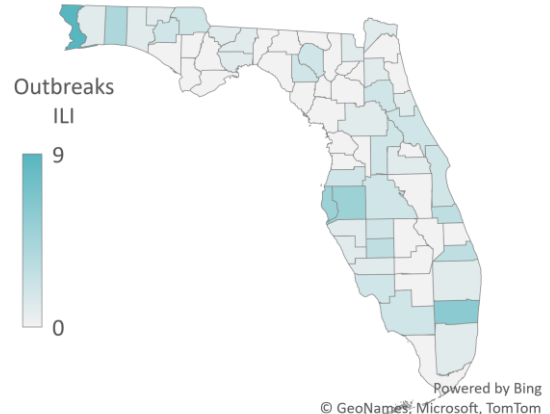 Outbreaks
ILI
9
0
Powered by Bing
© GeoNames, Microsoft, TomTom